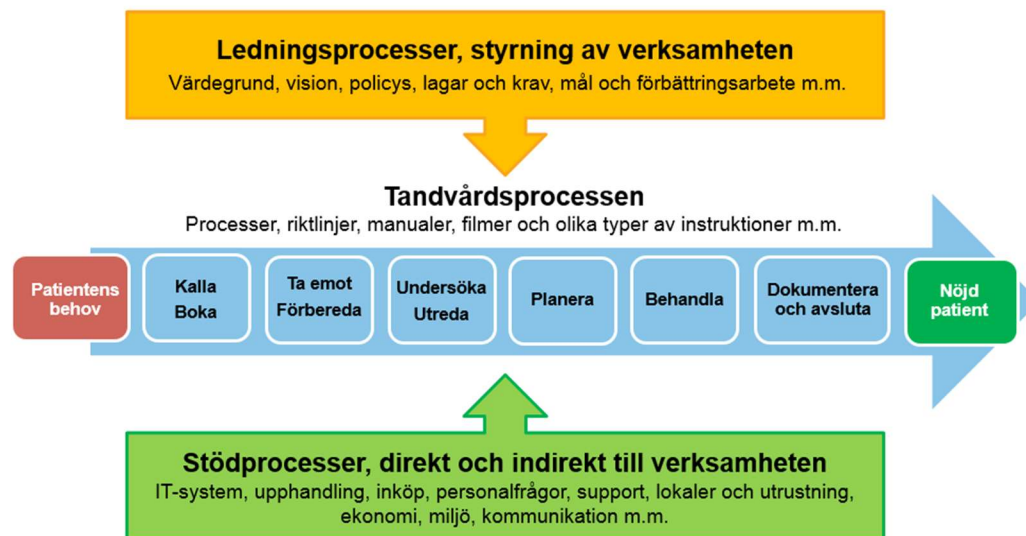 Ledningsprocesser, styrning av verksamheten
Värdegrund, vision, policys, lagar och krav, mål och förbättringsarbete m.m.
Tandvårdsprocessen
Processer, riktlinjer, manualer, filmer och olika typer av instruktioner m.m.
Patientens
behov
Kalla
Boka
Ta emot
Förbereda
Undersöka
Utreda
Planera
Behandla
Dokumentera
och avsluta
Nöjd
patient
Stödprocesser, direkt och indirekt till verksamheten
IT-system, upphandling, inköp, personalfrågor, support, lokaler och utrustning,
ekonomi, miljö, kommunikation m.m.